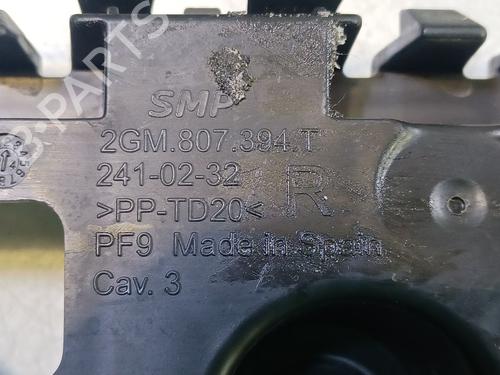 SMP
2GM.807.394.T
241-02-32
>PP-TD20<
R
PF9 Made in Spain
Cav. 3